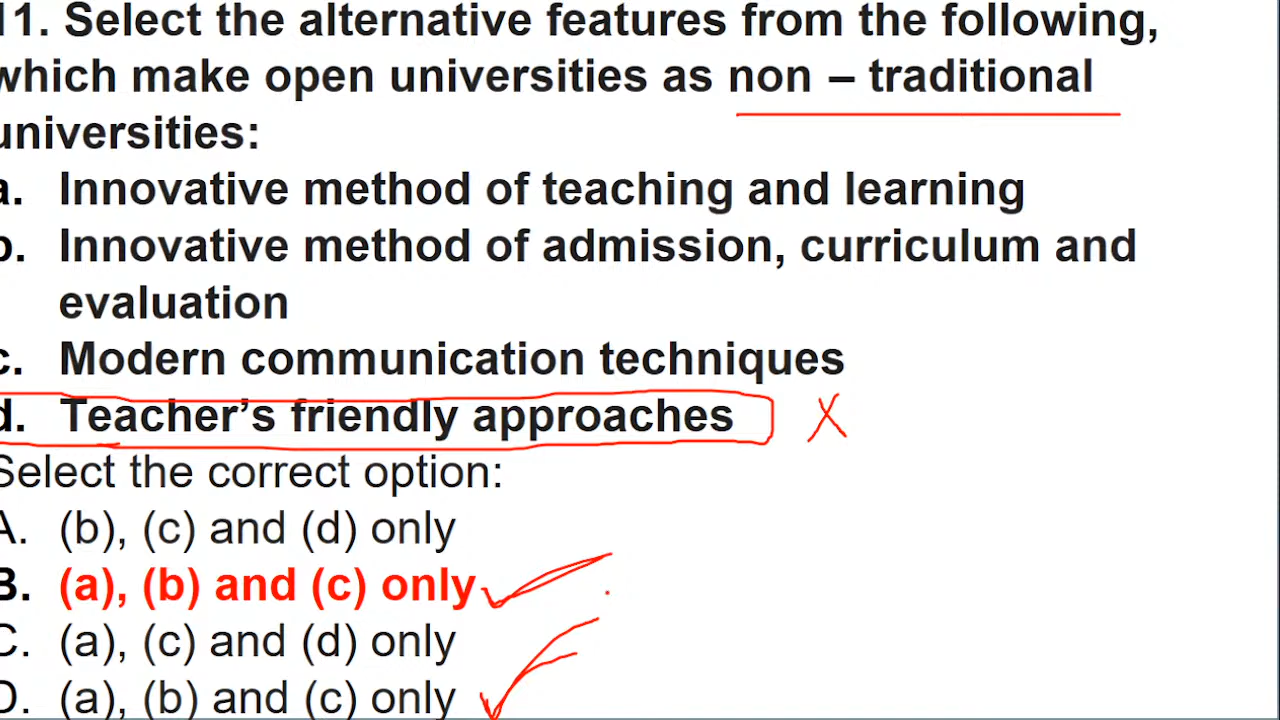 11. Select the alternative features from the following,
which make open universities as non – traditional
universities:
a. Innovative method of teaching and learning
b. Innovative method of admission, curriculum and
evaluation
c. Modern communication techniques
d. Teacher’s friendly approaches X
Select the correct option:
A. (b), (c) and (d) only
B. (a), (b) and (c) only
C. (a), (c) and (d) only
D. (a), (b) and (c) only